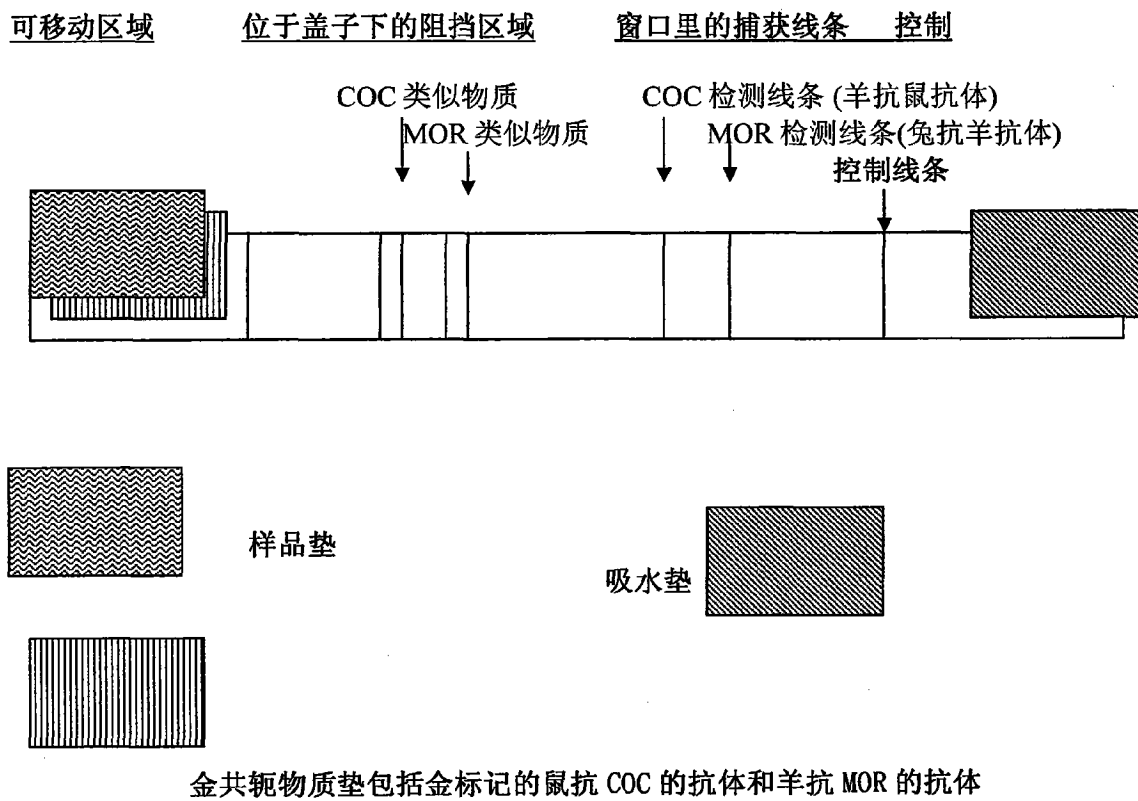 可移动区域 位于盖子下的阻挡区域 窗口里的捕获线条 控制
COC 类似物质 COC 检测线条 (羊抗鼠抗体)
MOR 类似物质 MOR 检测线条(兔抗羊抗体)
控制线条
样品垫
吸水垫
金共轭物质垫包括金标记的鼠抗 COC 的抗体和羊抗 MOR 的抗体